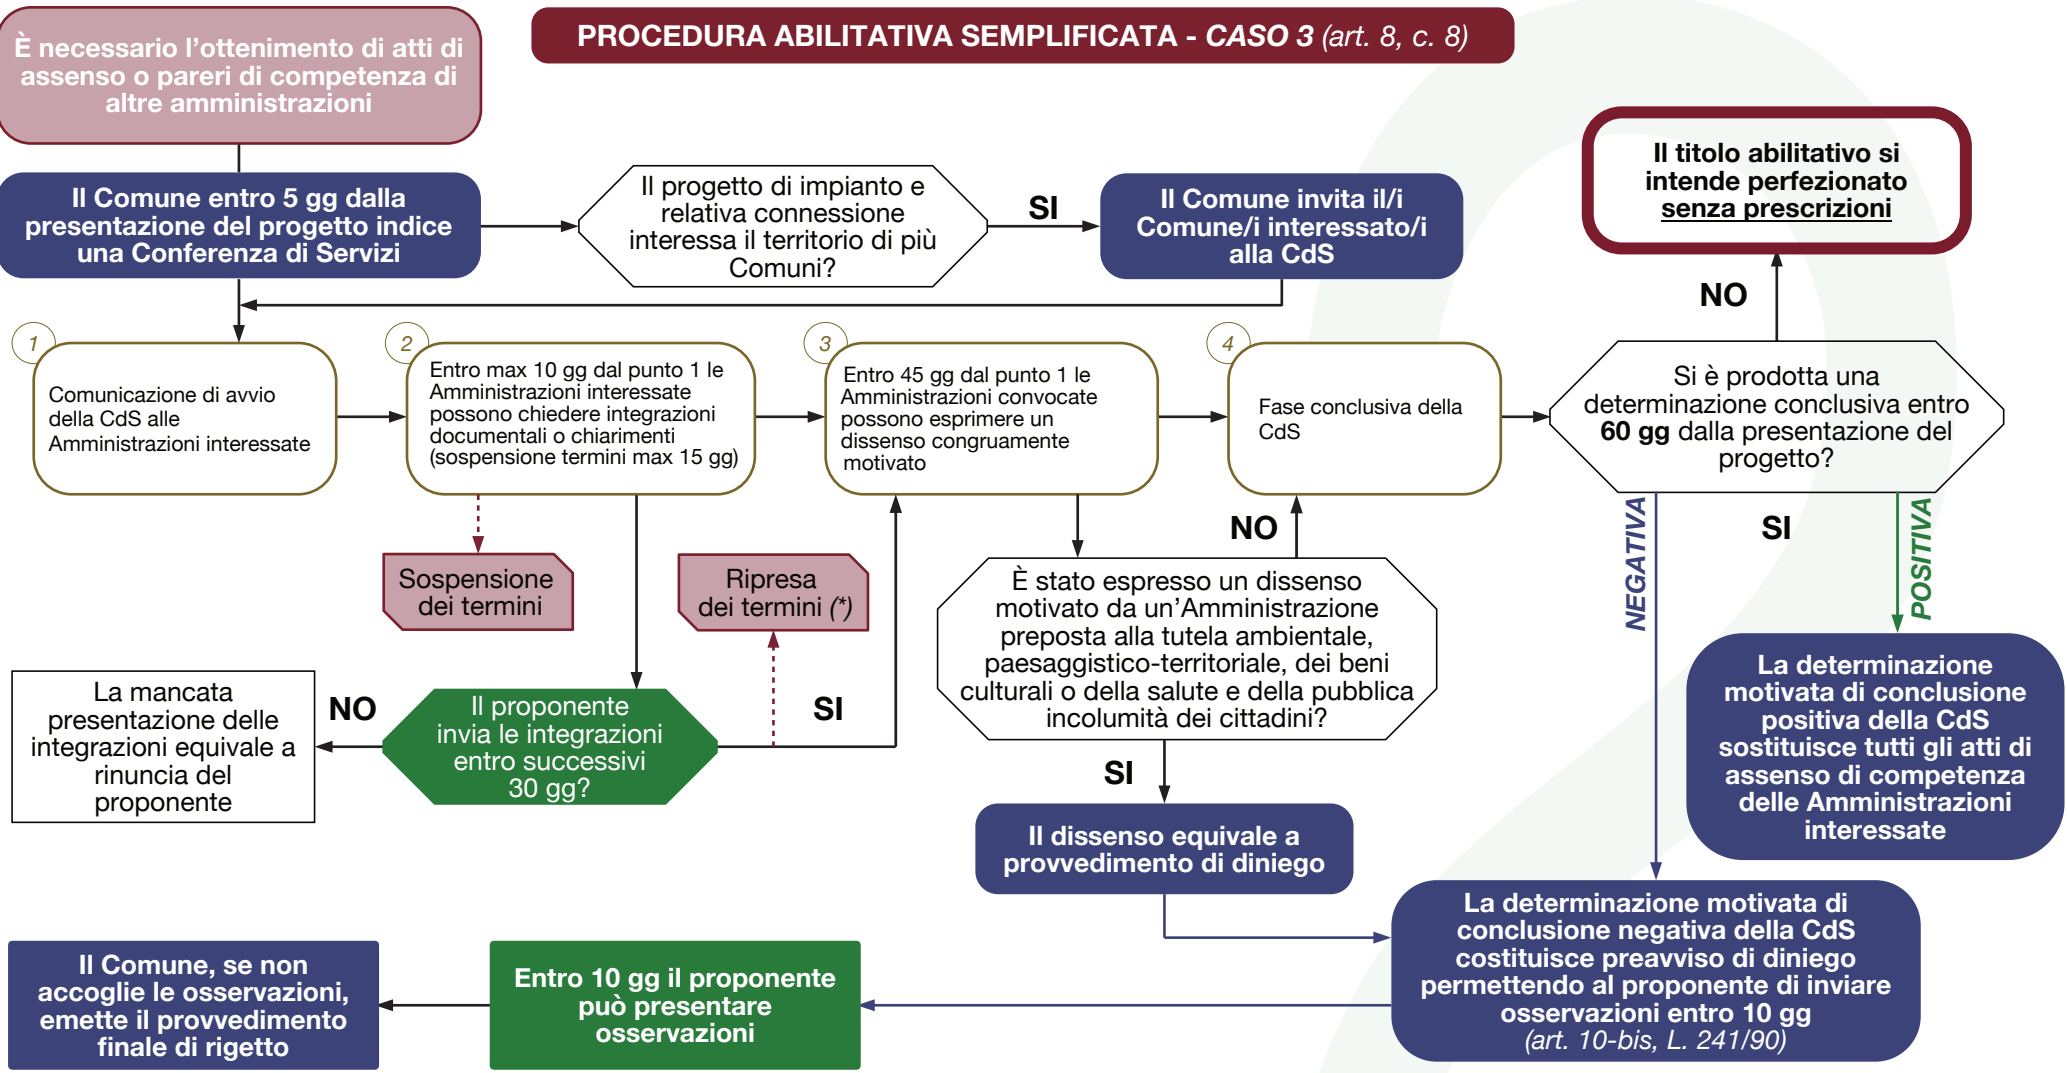 PROCEDURA ABILITATIVA SEMPLIFICATA - CASO 3 (art. 8, c. 8)
È necessario l'ottenimento di atti di
assenso o pareri di competenza di
altre amministrazioni
Il Comune entro 5 gg dalla
presentazione del progetto indice
una Conferenza di Servizi
Il progetto di impianto e
relativa connessione
interessa il territorio di più
Comuni?
SI
Il Comune invita il/i
Comune/i interessato/i
alla CdS
Il titolo abilitativo si
intende perfezionato
senza prescrizioni
NO
1
Comunicazione di avvio
della CdS alle
Amministrazioni interessate
2
Entro max 10 gg dal punto 1 le
Amministrazioni interessate
possono chiedere integrazioni
documentali o chiarimenti
(sospensione termini max 15 gg)
3
Entro 45 gg dal punto 1 le
Amministrazioni convocate
possono esprimere un
dissenso congruamente
motivato
4
Fase conclusiva della
CdS
Si è prodotta una
determinazione conclusiva entro
60 gg dalla presentazione del
progetto?
NEGATIVA
SI
POSITIVA
Sospensione
dei termini
Ripresa
dei termini (*)
NO
È stato espresso un dissenso
motivato da un'Amministrazione
preposta alla tutela ambientale,
paesaggistico-territoriale, dei beni
culturali o della salute e della pubblica
incolumità dei cittadini?
La mancata
presentazione delle
integrazioni equivale a
rinuncia del
proponente
NO
Il proponente
invia le integrazioni
entro successivi
30 gg?
SI
SI
Il dissenso equivale a
provvedimento di diniego
La determinazione
motivata di conclusione
positiva della CdS
sostituisce tutti gli atti di
assenso di competenza
delle Amministrazioni
interessate
La determinazione motivata di
conclusione negativa della CdS
costituisce preavviso di diniego
permettendo al proponente di inviare
osservazioni entro 10 gg
(art. 10-bis, L. 241/90)
Entro 10 gg il proponente
può presentare
osservazioni
Il Comune, se non
accoglie le osservazioni,
emette il provvedimento
finale di rigetto